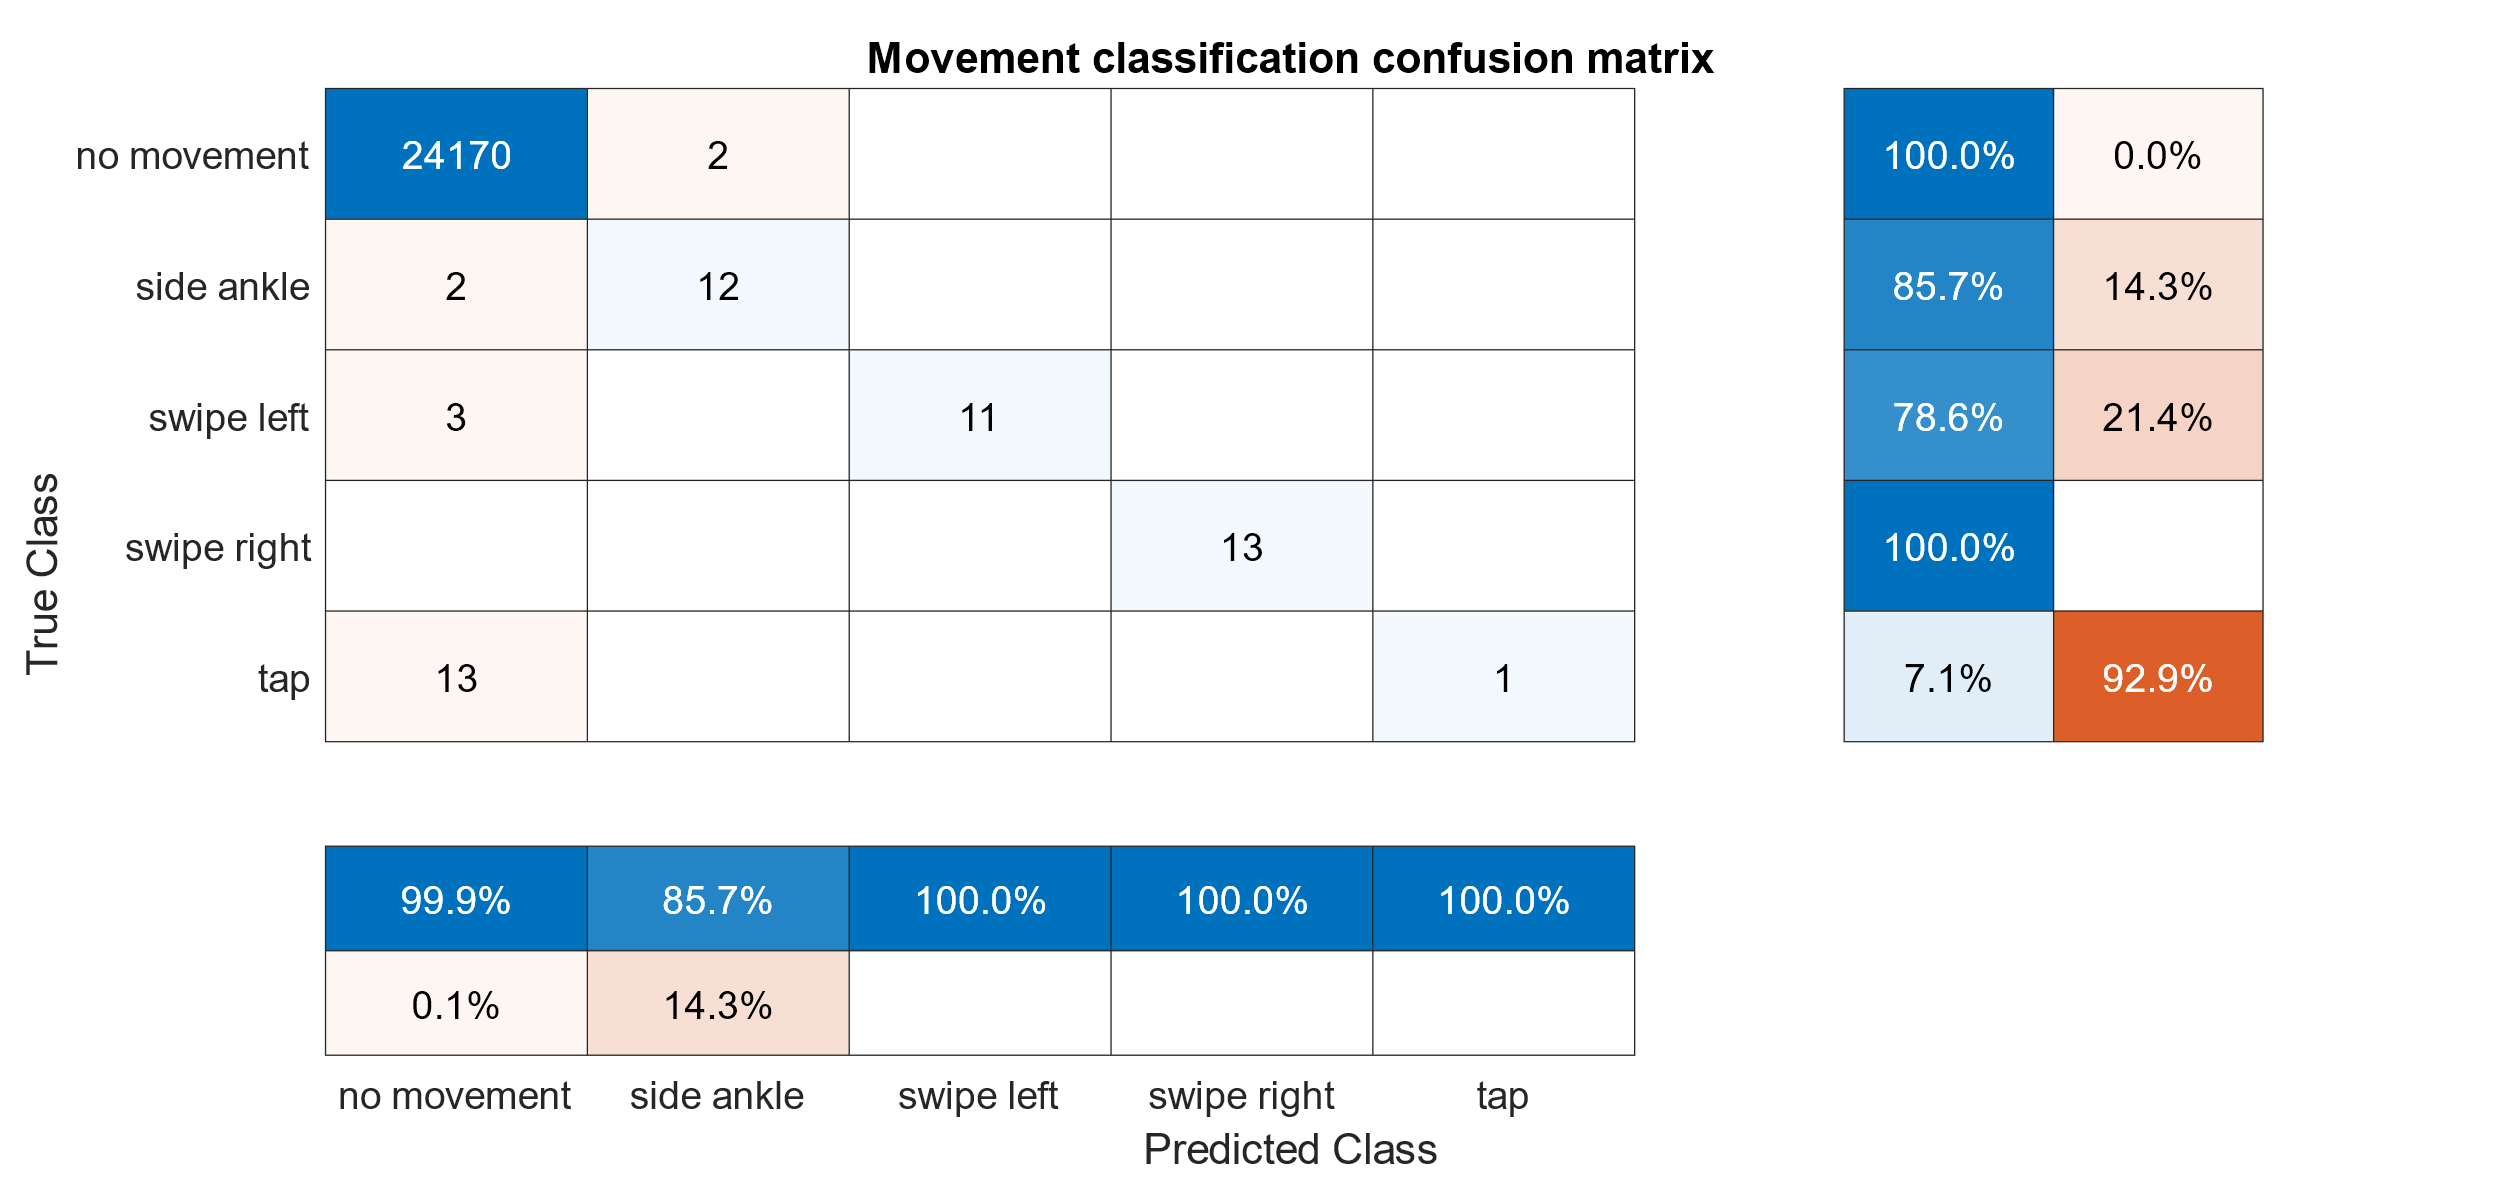 Movement classification confusion matrix
True Class
no movement 24170 2 100.0% 0.0%
side ankle 2 12 85.7% 14.3%
swipe left 3 11 78.6% 21.4%
swipe right 13 100.0%
tap 13 1 7.1% 92.9%
99.9% 85.7% 100.0% 100.0% 100.0%
0.1% 14.3%
no movement side ankle swipe left swipe right tap
Predicted Class